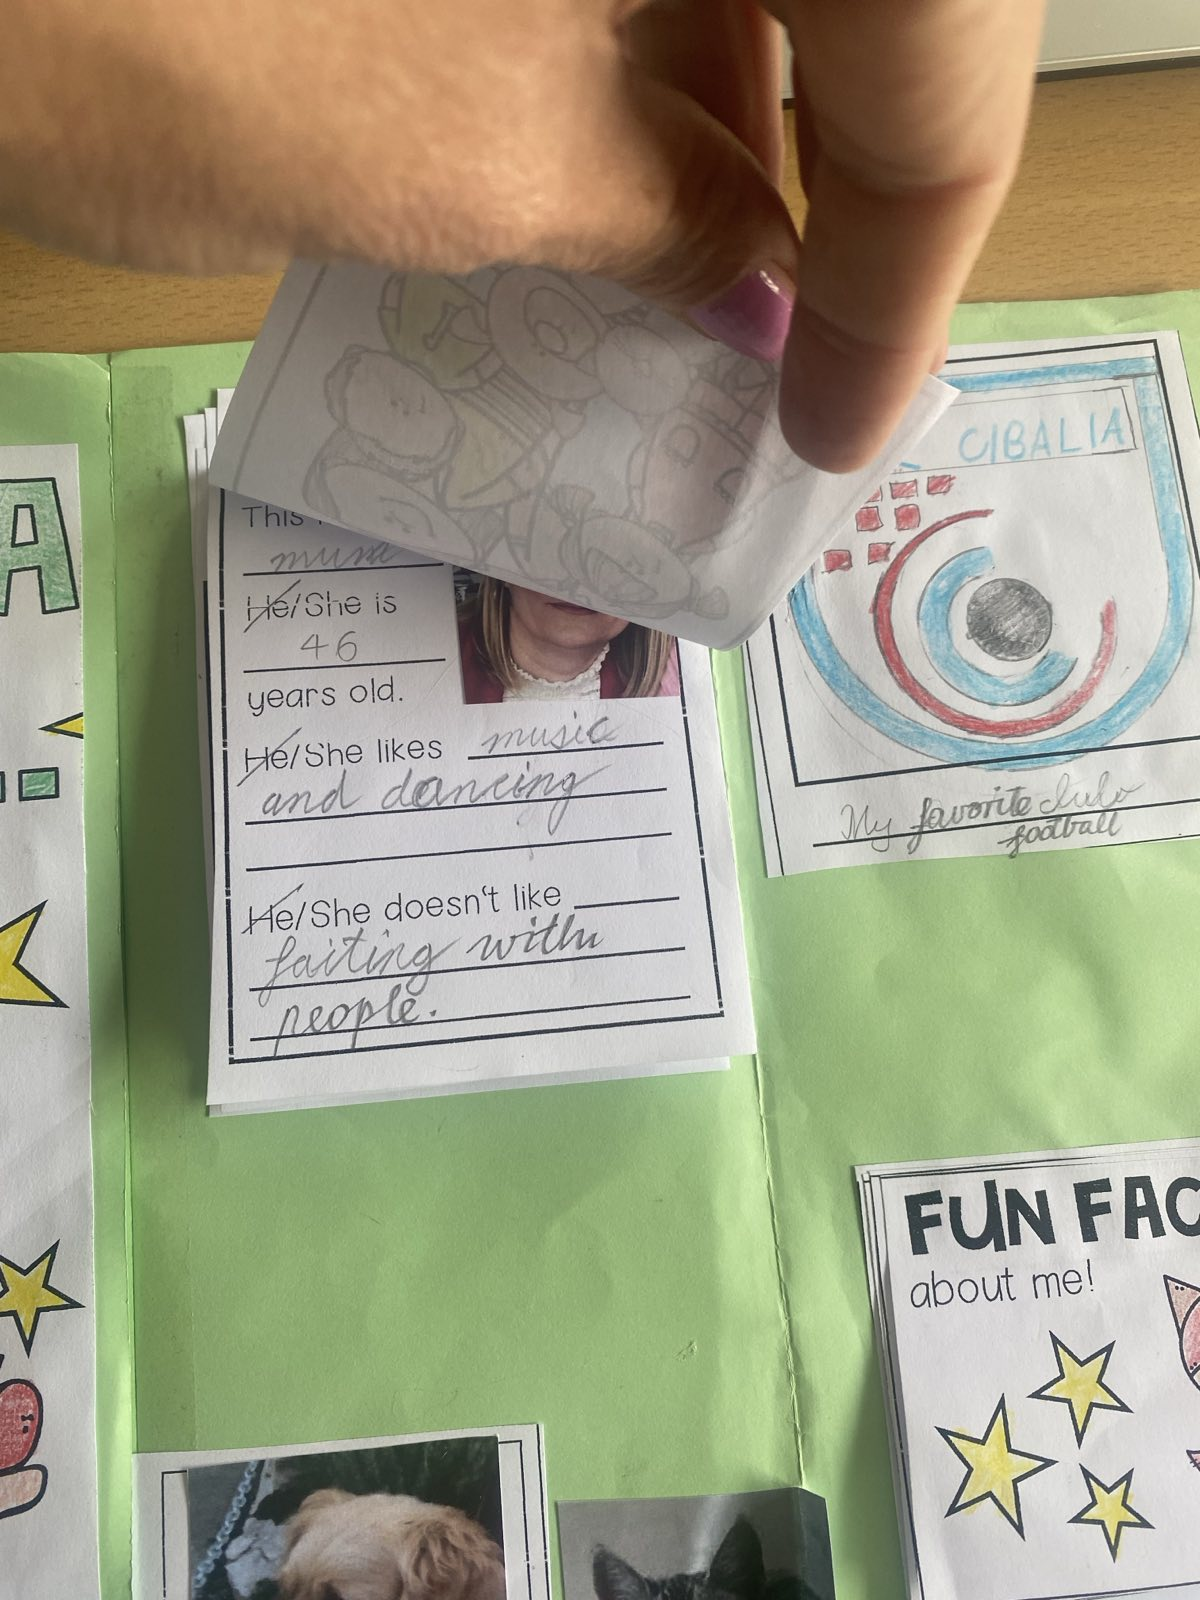 A
This
mum
He/She is
46
years old.
He/She likes music
and dancing
He/She doesn't like
faiting with
people.
CIBALIA
My favorite club
football
FUN FAC
about me!